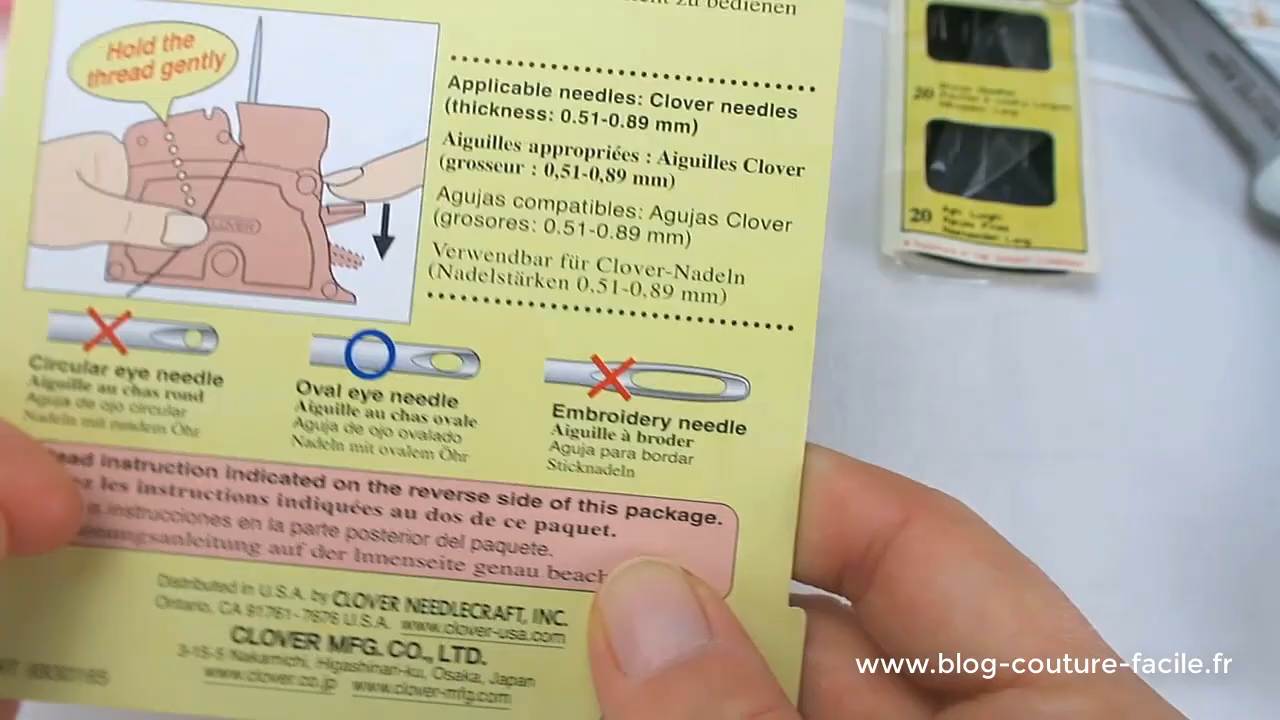 zu bedienen
Hold the
thread gently
CLOVER
Applicable needles: Clover needles
(thickness: 0.51-0.89 mm)
Aiguilles appropriées : Aiguilles Clover
(grosseur : 0,51-0,89 mm)
Agujas compatibles: Agujas Clover
(grosores: 0.51-0.89 mm)
Verwendbar für Clover-Nadeln
(Nadelstärken 0,51-0,89 mm)
Circular eye needle
Aiguille au chas rond
Aguja de ojo circular
Nadeln mit rundem Öhr
Oval eye needle
Aiguille au chas ovale
Aguja de ojo ovalado
Nadeln mit ovalem Öhr
Embroidery needle
Aiguille à broder
Aguja para bordar
Sticknadeln
instruction indicated on the reverse side of this package.
les instructions indiquées au dos de ce paquet.
instrucciones en la parte posterior del paquete.
auf der Innenseite genau
Distributed in U.S.A. by CLOVER NEEDLECRAFT, INC.
Ontario, CA 91761-7676 U.S.A. www.clover-usa.com
CLOVER MFG. CO., LTD.
3-15-5 Nakamichi, Higashinari-ku, Osaka, Japan
www.clover.co.jp www.clover-mfg.com
20
20
www.blog-couture-facile.fr